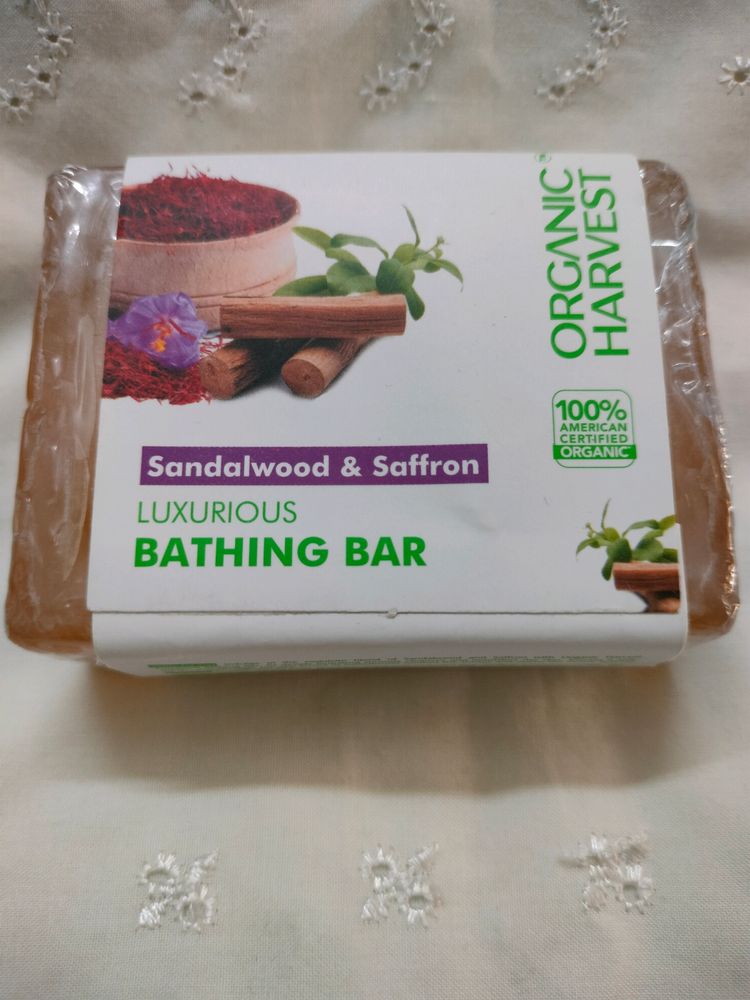 ORGANIC
HARVEST
100%
AMERICAN
CERTIFIED
ORGANIC
Sandalwood & Saffron
LUXURIOUS
BATHING BAR